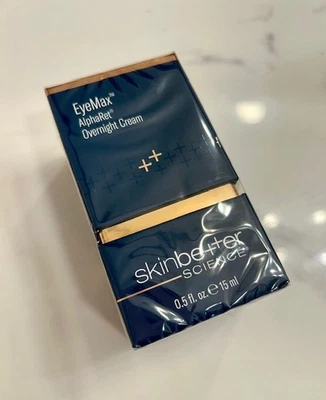 EyeMax™
AlphaRet®
Overnight Cream
++
skinbetter
SCIENCE®
0.5 fl. oz. ℮ 15 ml